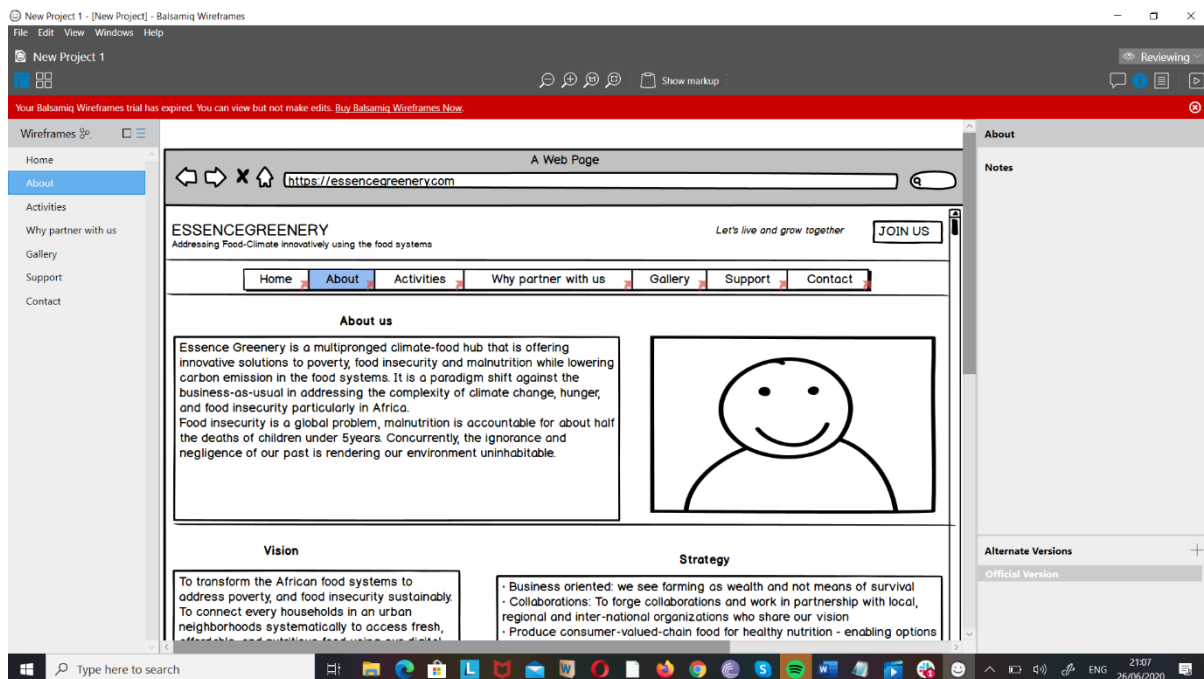 New Project 1 - [New Project] - Balsamiq Wireframes
File Edit View Windows Help
New Project 1
Reviewing
1:1
Show markup
Your Balsamiq Wireframes trial has expired. You can view but not make edits. Buy Balsamiq Wireframes Now.
Wireframes
Home
About
Activities
Why partner with us
Gallery
Support
Contact
A Web Page
https://essencegreenery.com
ESSENCEGREENERY
Addressing Food-Climate innovatively using the food systems
Let's live and grow together
JOIN US
Home About Activities Why partner with us Gallery Support Contact
About us
Essence Greenery is a multipronged climate-food hub that is offering
innovative solutions to poverty, food insecurity and malnutrition while lowering
carbon emission in the food systems. It is a paradigm shift against the
business-as-usual in addressing the complexity of climate change, hunger,
and food insecurity particularly in Africa.
Food insecurity is a global problem, malnutrition is accountable for about half
the deaths of children under 5years. Concurrently, the ignorance and
negligence of our past is rendering our environment uninhabitable.
Vision
To transform the African food systems to
address poverty, and food insecurity sustainably.
To connect every households in an urban
neighborhoods systematically to access fresh,
affordable, and nutritious food using our digital
Strategy
· Business oriented: we see farming as wealth and not means of survival
· Collaborations: To forge collaborations and work in partnership with local,
regional and inter-national organizations who share our vision
· Produce consumer-valued-chain food for healthy nutrition - enabling options
About
Notes
Alternate Versions
Official Version
Type here to search
ENG
21:07
26/06/2020